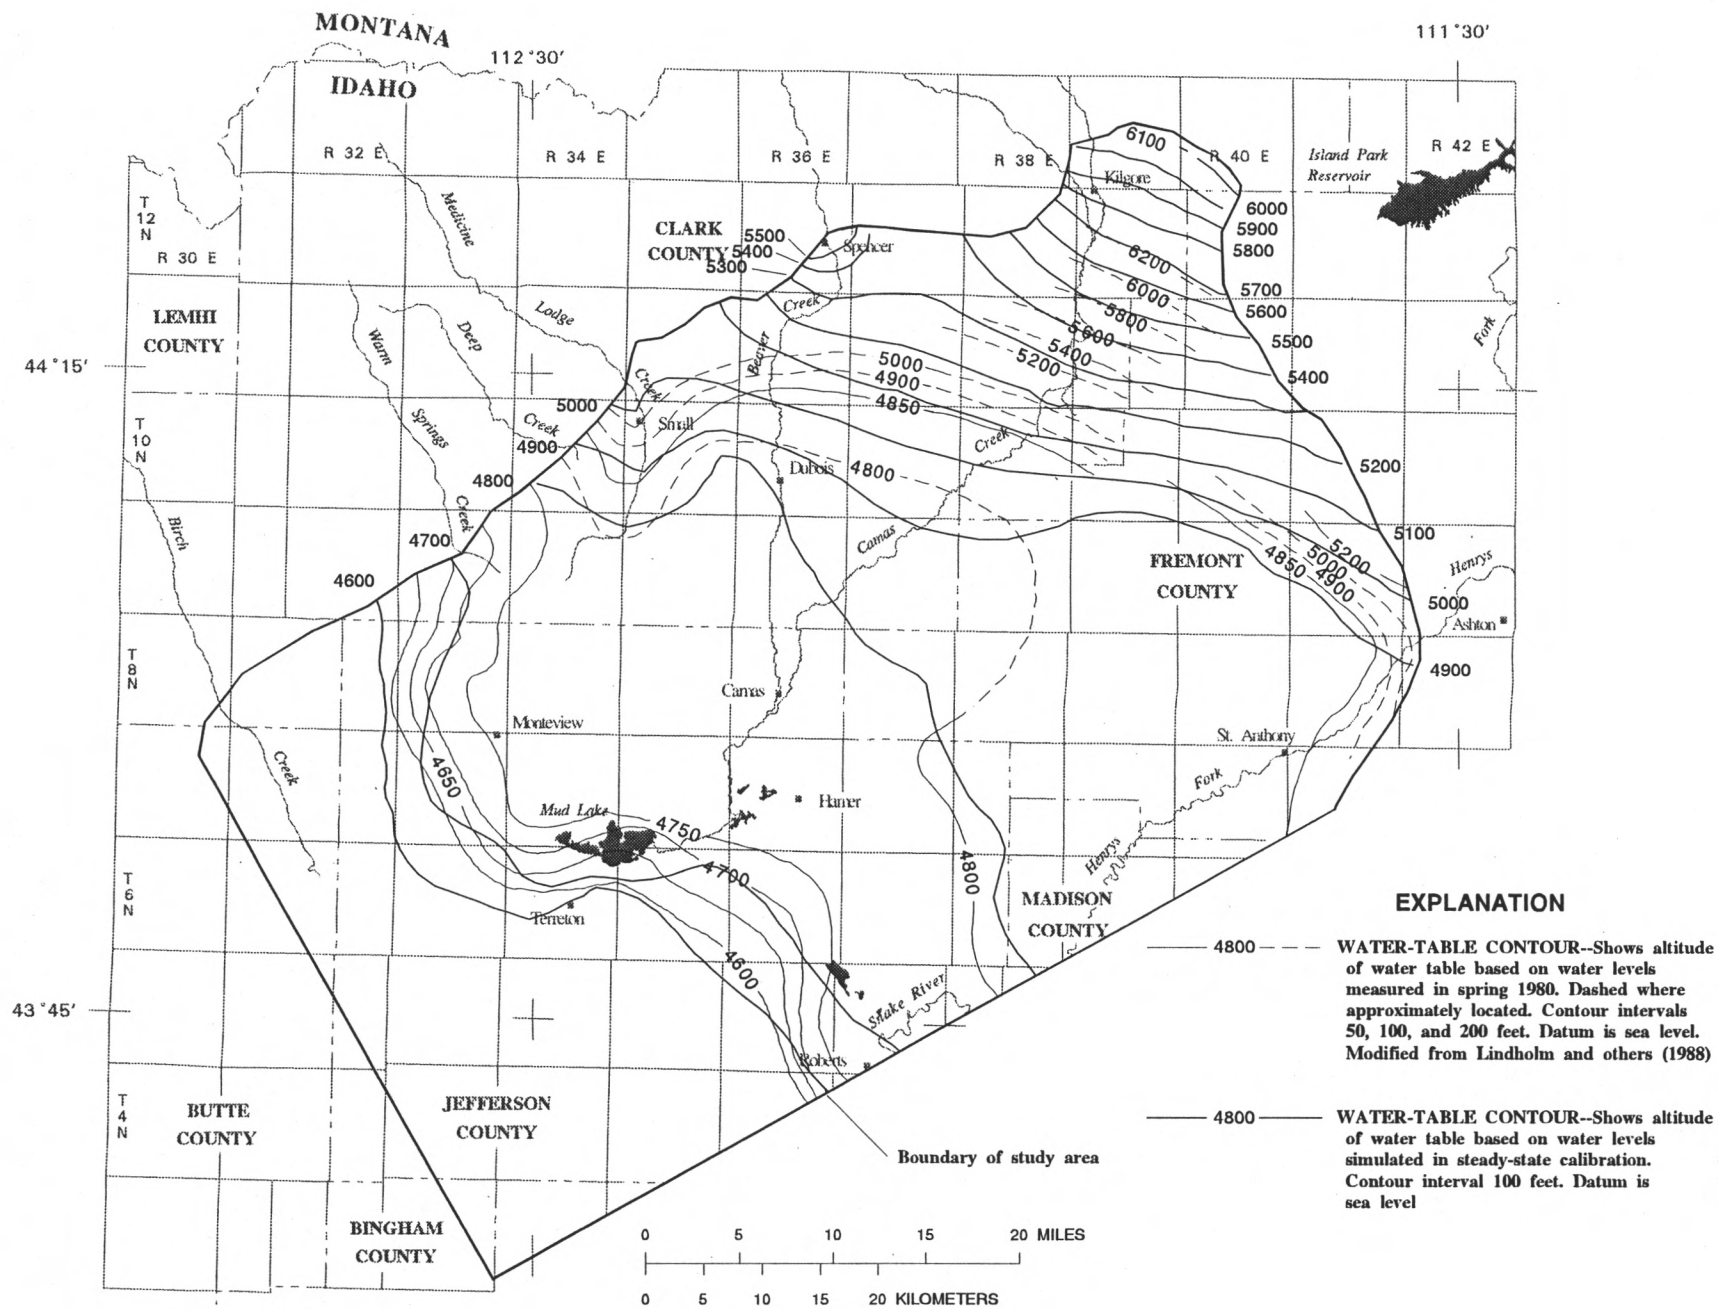 MONTANA
112°30′
111°30′
IDAHO
R 32 E
R 34 E
R 36 E
R 38 E
6100
R 40 E
Island Park
Reservoir
R 42 E
Kilgore
T
12
N
Medicine
6000
5900
5800
CLARK
COUNTY
5500
5400
5300
Spencer
R 30 E
6200
6000
5800
5600
5400
5200
5700
5600
5500
5400
Creek
Lodge
LEMHI
COUNTY
Warm
Deep
Beaver
Fork
44°15′
5000
4900
4850
Creek
5000
Small
T
10
N
Springs
Creek
4900
Creek
Dubois
4800
5200
4800
Creek
Birch
4700
Camas
5100
FREMONT
COUNTY
5200
5000
4900
4850
Henrys
4600
5000
Ashton
T
8
N
4900
Camas
Monteview
St. Anthony
Creek
4650
Fork
Mud Lake
Hamer
4750
4700
4800
Henrys
T
6
N
Terreton
MADISON
COUNTY
4600
Snake River
43°45′
Roberts
T
4
N
BUTTE
COUNTY
JEFFERSON
COUNTY
Boundary of study area
BINGHAM
COUNTY
0 5 10 15 20 MILES
0 5 10 15 20 KILOMETERS
EXPLANATION
4800
WATER-TABLE CONTOUR--Shows altitude
of water table based on water levels
measured in spring 1980. Dashed where
approximately located. Contour intervals
50, 100, and 200 feet. Datum is sea level.
Modified from Lindholm and others (1988)
4800
WATER-TABLE CONTOUR--Shows altitude
of water table based on water levels
simulated in steady-state calibration.
Contour interval 100 feet. Datum is
sea level